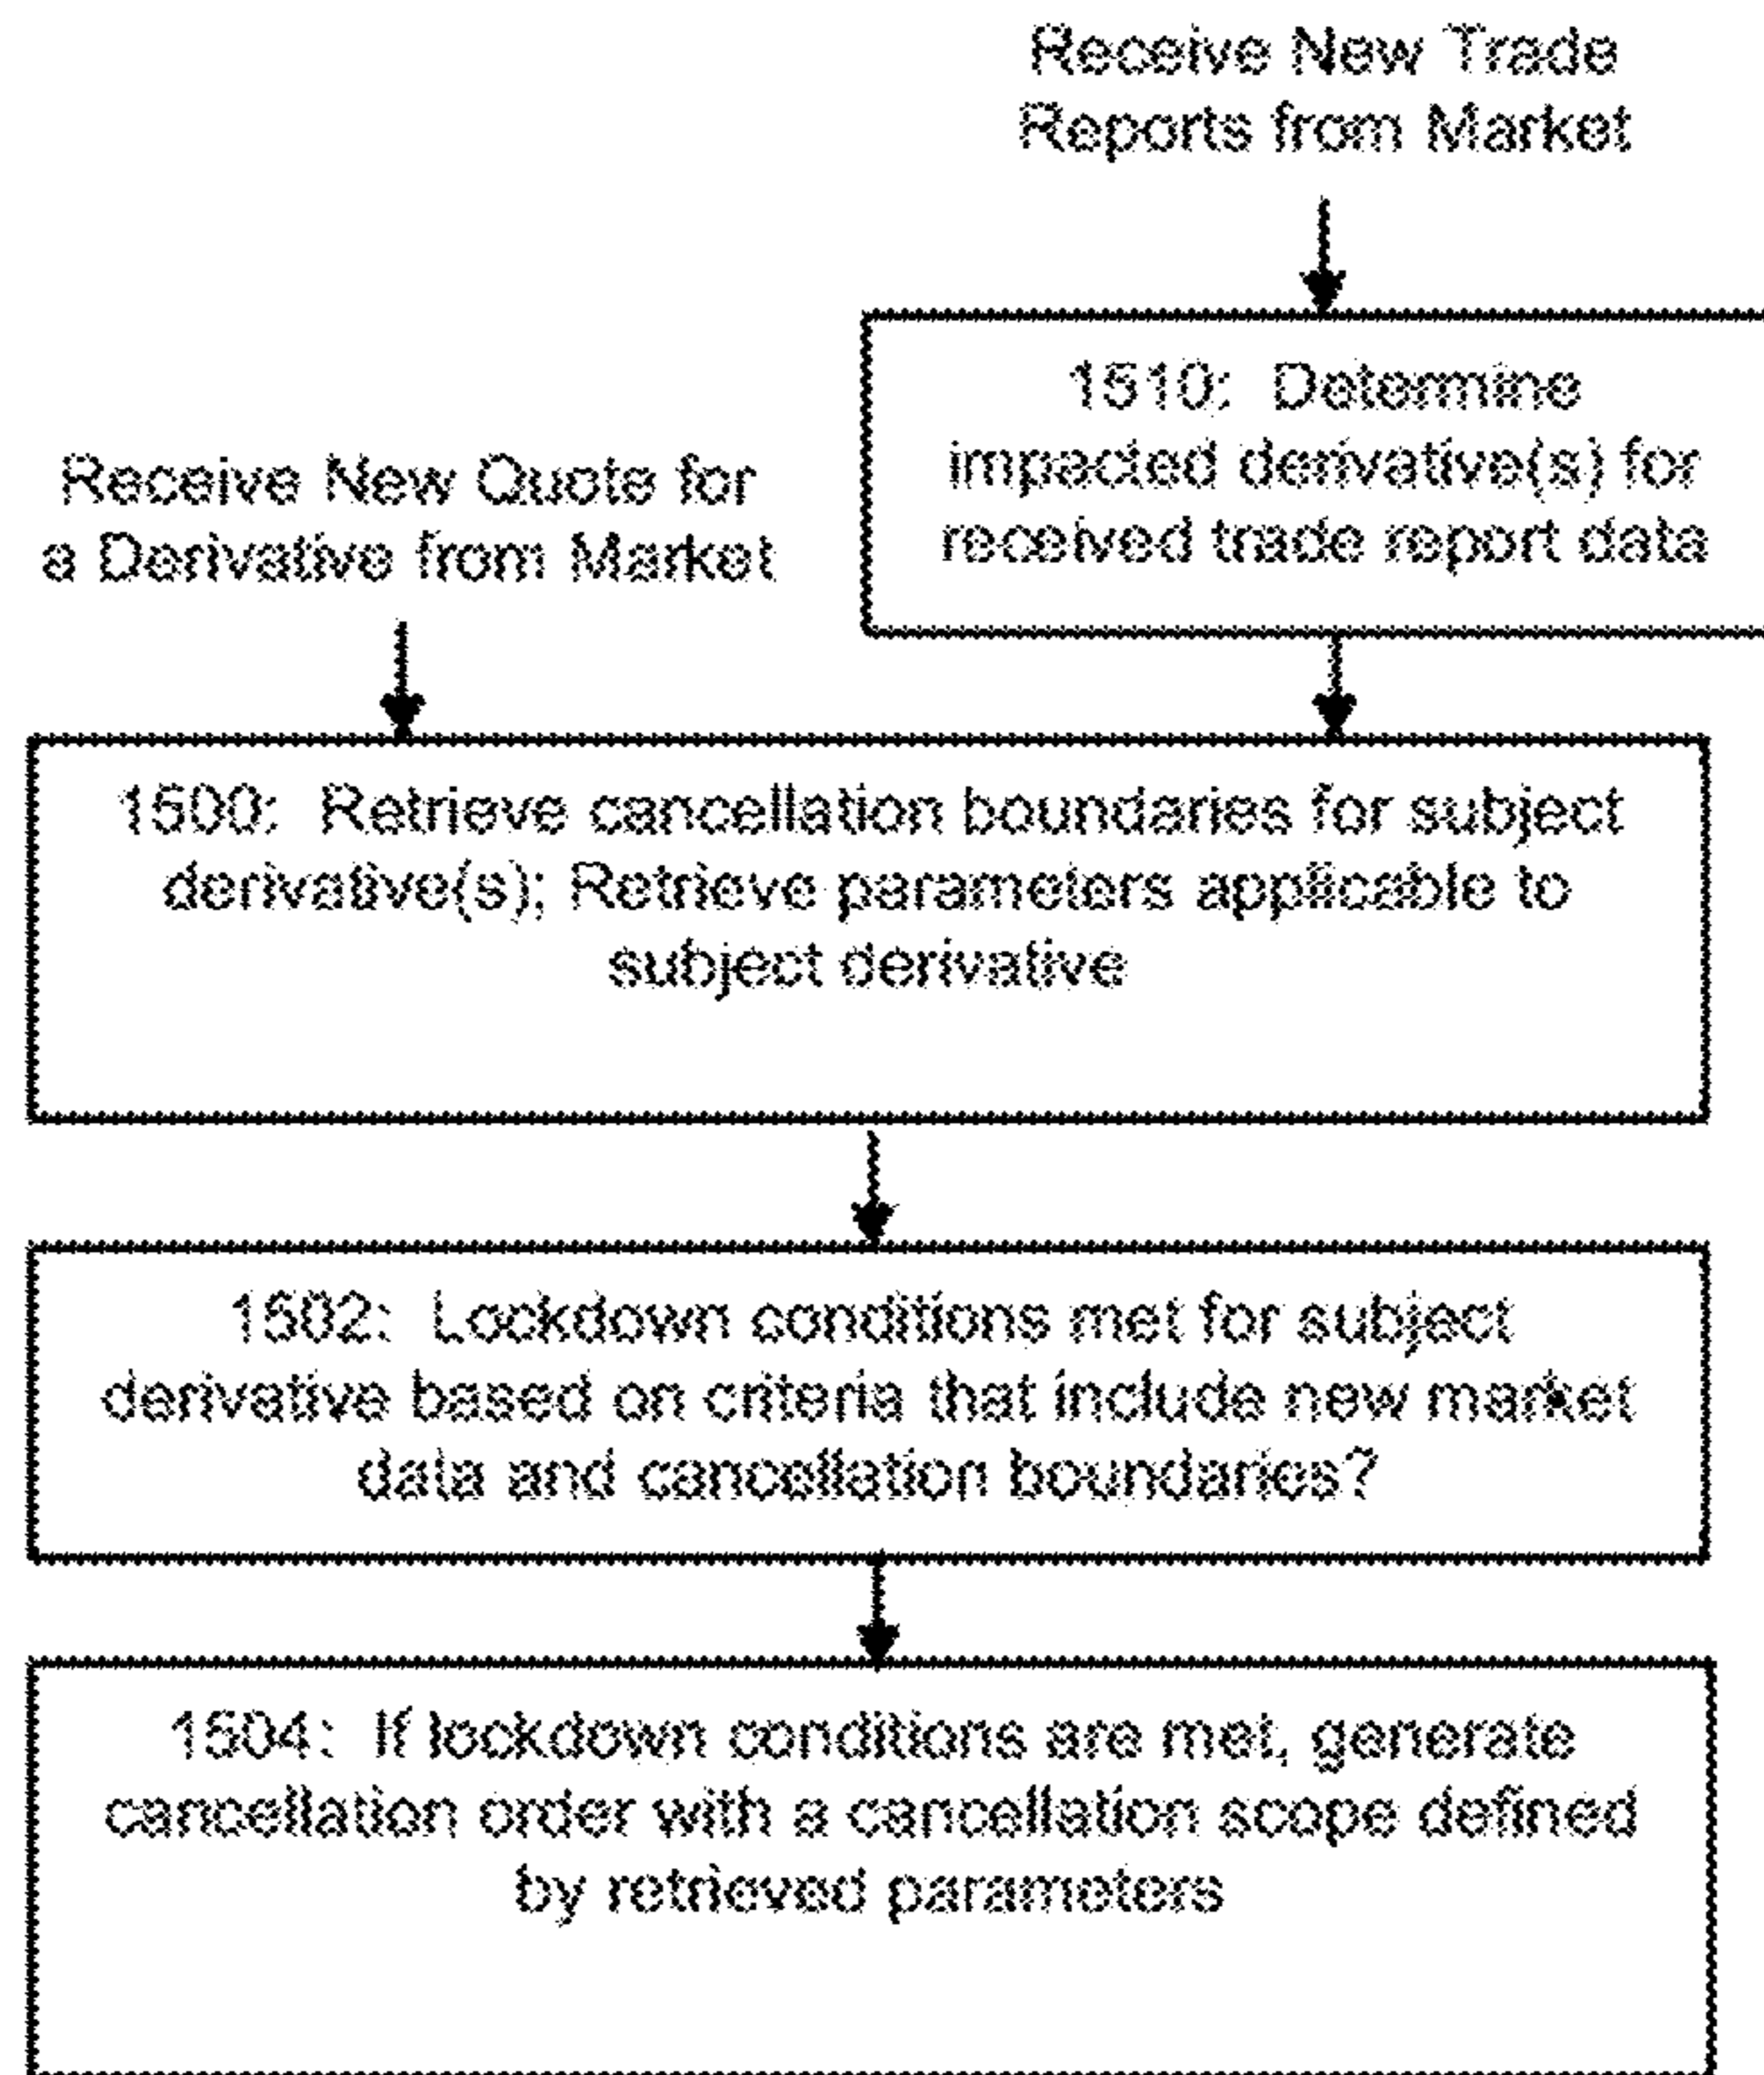 Receive New Trade
Reports from Market
1510: Determine
impacted derivative(s) for
received trade report data
Receive New Quote for
a Derivative from Market
1500: Retrieve cancellation boundaries for subject
derivative(s); Retrieve parameters applicable to
subject derivative
1502: Lockdown conditions met for subject
derivative based on criteria that include new market
data and cancellation boundaries?
1504: If lockdown conditions are met, generate
cancellation order with a cancellation scope defined
by retrieved parameters